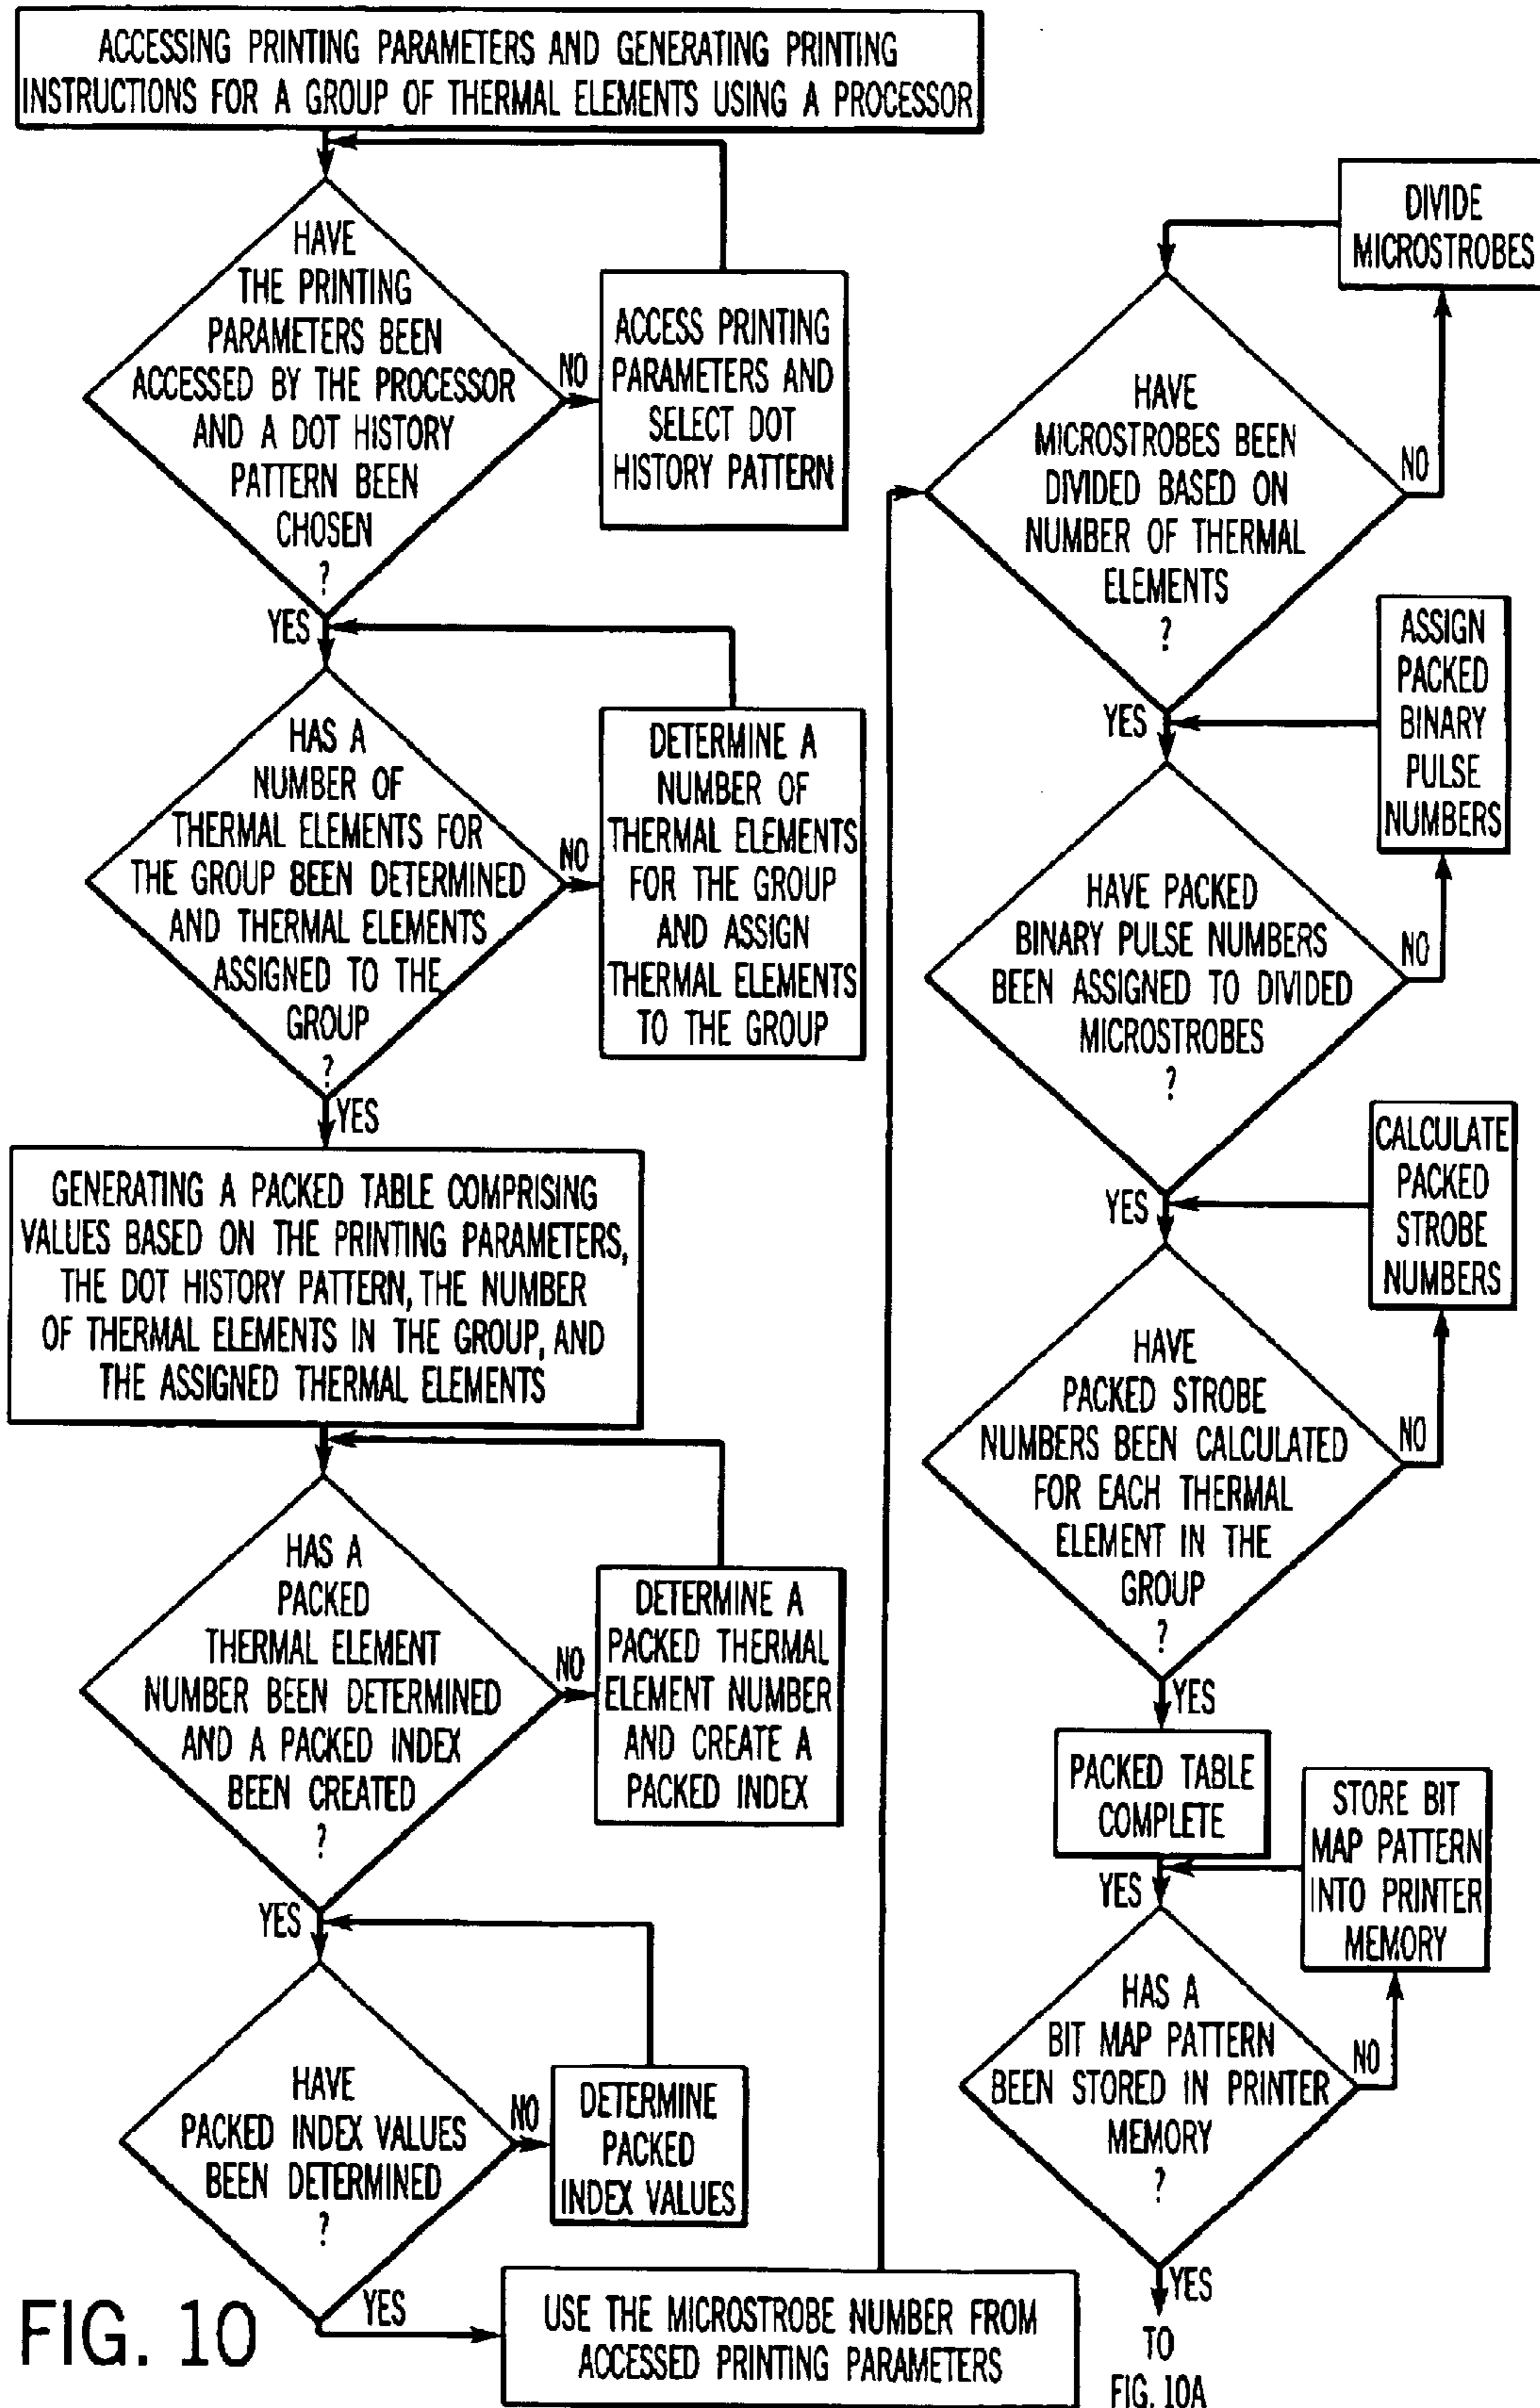 ACCESSING PRINTING PARAMETERS AND GENERATING PRINTING
INSTRUCTIONS FOR A GROUP OF THERMAL ELEMENTS USING A PROCESSOR
HAVE
THE PRINTING
PARAMETERS BEEN
ACCESSED BY THE PROCESSOR
AND A DOT HISTORY
PATTERN BEEN
CHOSEN
?
NO
ACCESS PRINTING
PARAMETERS AND
SELECT DOT
HISTORY PATTERN
YES
HAS A
NUMBER OF
THERMAL ELEMENTS FOR
THE GROUP BEEN DETERMINED
AND THERMAL ELEMENTS
ASSIGNED TO THE
GROUP
?
NO
DETERMINE A
NUMBER OF
THERMAL ELEMENTS
FOR THE GROUP
AND ASSIGN
THERMAL ELEMENTS
TO THE GROUP
YES
GENERATING A PACKED TABLE COMPRISING
VALUES BASED ON THE PRINTING PARAMETERS,
THE DOT HISTORY PATTERN, THE NUMBER
OF THERMAL ELEMENTS IN THE GROUP, AND
THE ASSIGNED THERMAL ELEMENTS
HAS A
PACKED
THERMAL ELEMENT
NUMBER BEEN DETERMINED
AND A PACKED INDEX
BEEN CREATED
?
NO
DETERMINE A
PACKED THERMAL
ELEMENT NUMBER
AND CREATE A
PACKED INDEX
YES
HAVE
PACKED INDEX VALUES
BEEN DETERMINED
?
NO
DETERMINE
PACKED
INDEX VALUES
YES
USE THE MICROSTROBE NUMBER FROM
ACCESSED PRINTING PARAMETERS
DIVIDE
MICROSTROBES
HAVE
MICROSTROBES BEEN
DIVIDED BASED ON
NUMBER OF THERMAL
ELEMENTS
?
NO
YES
ASSIGN
PACKED
BINARY
PULSE
NUMBERS
HAVE PACKED
BINARY PULSE NUMBERS
BEEN ASSIGNED TO DIVIDED
MICROSTROBES
?
NO
YES
CALCULATE
PACKED
STROBE
NUMBERS
HAVE
PACKED STROBE
NUMBERS BEEN CALCULATED
FOR EACH THERMAL
ELEMENT IN THE
GROUP
?
NO
YES
PACKED TABLE
COMPLETE
YES
STORE BIT
MAP PATTERN
INTO PRINTER
MEMORY
HAS A
BIT MAP PATTERN
BEEN STORED IN PRINTER
MEMORY
?
NO
YES
TO
FIG. 10A
FIG. 10